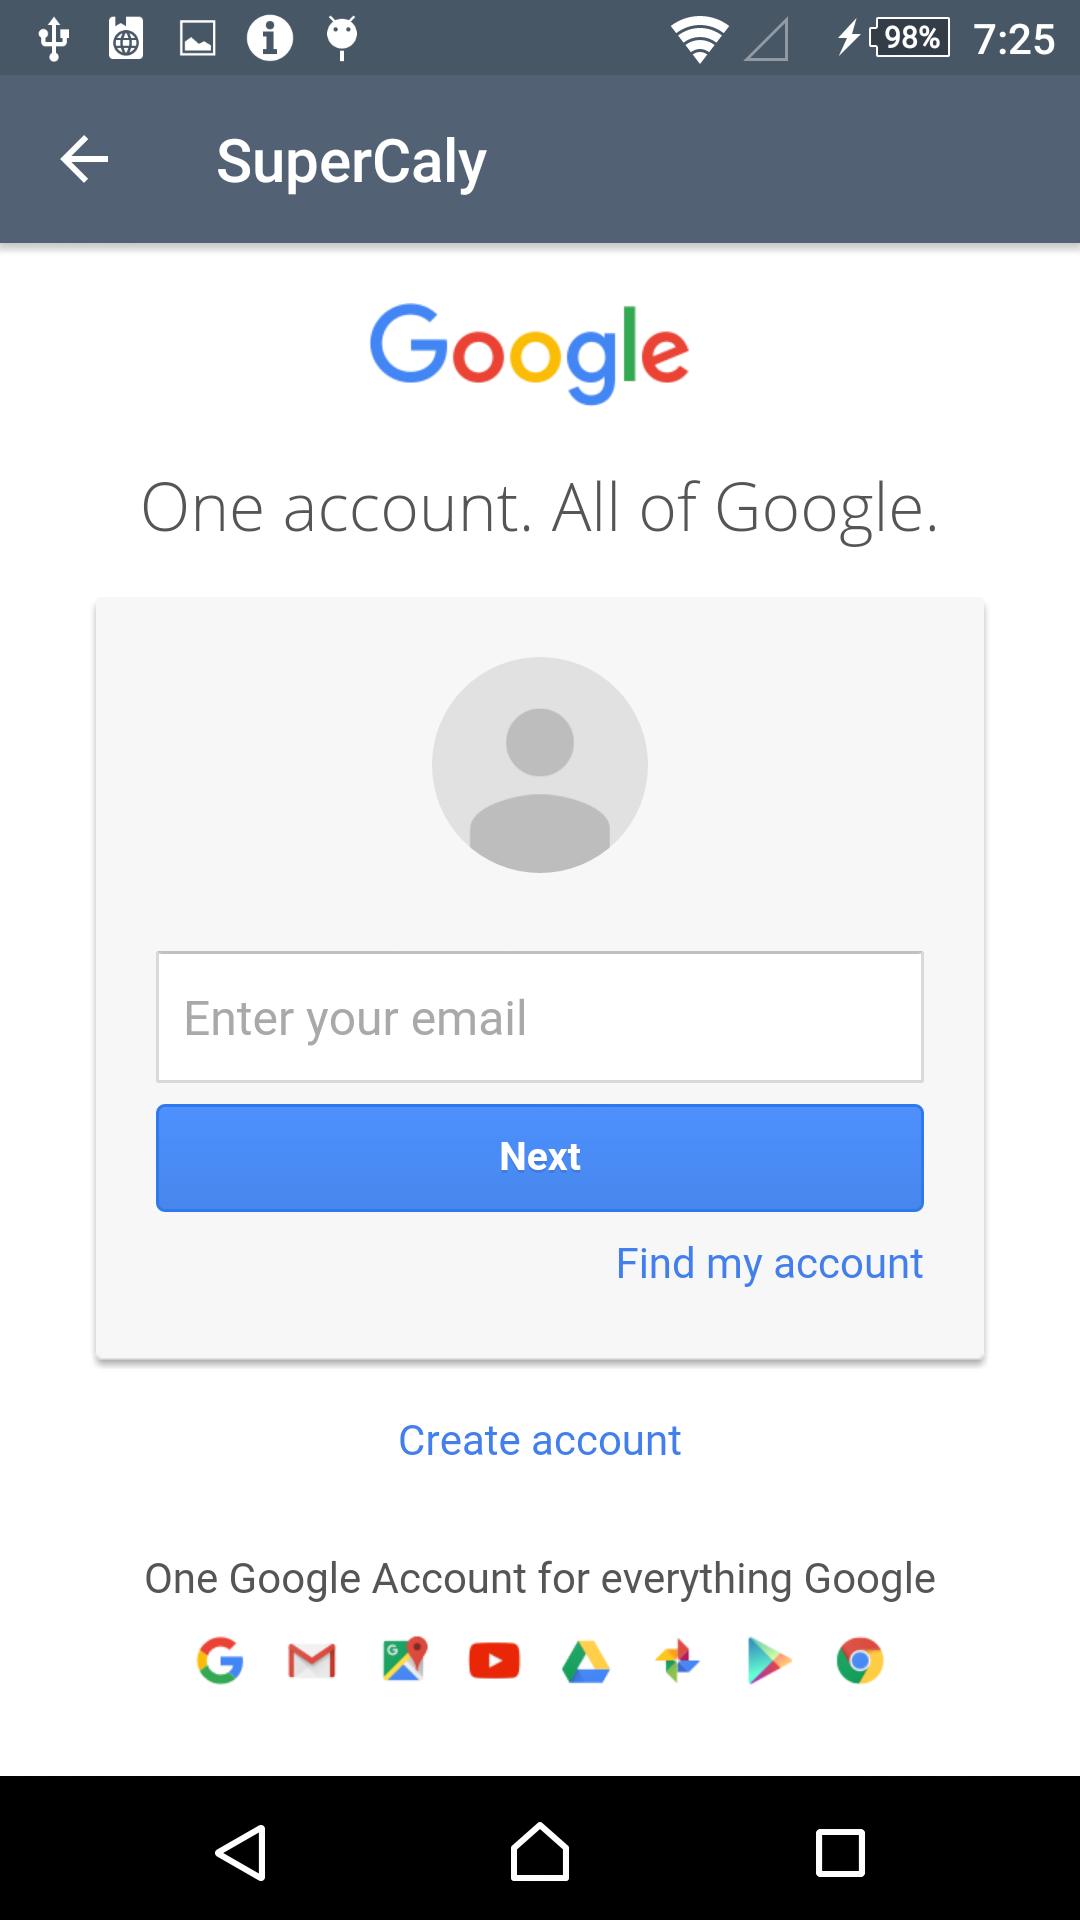 98% 7:25
SuperCaly
Google
One account. All of Google.
Enter your email
Next
Find my account
Create account
One Google Account for everything Google